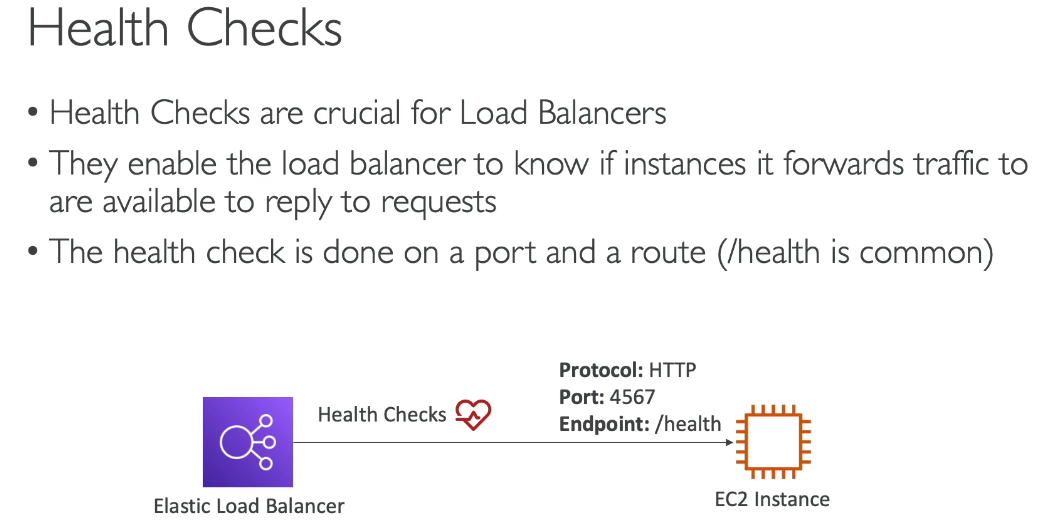 Health Checks
• Health Checks are crucial for Load Balancers
• They enable the load balancer to know if instances it forwards traffic to
are available to reply to requests
• The health check is done on a port and a route (/health is common)
Protocol: HTTP
Port: 4567
Endpoint: /health
Health Checks
Elastic Load Balancer
EC2 Instance